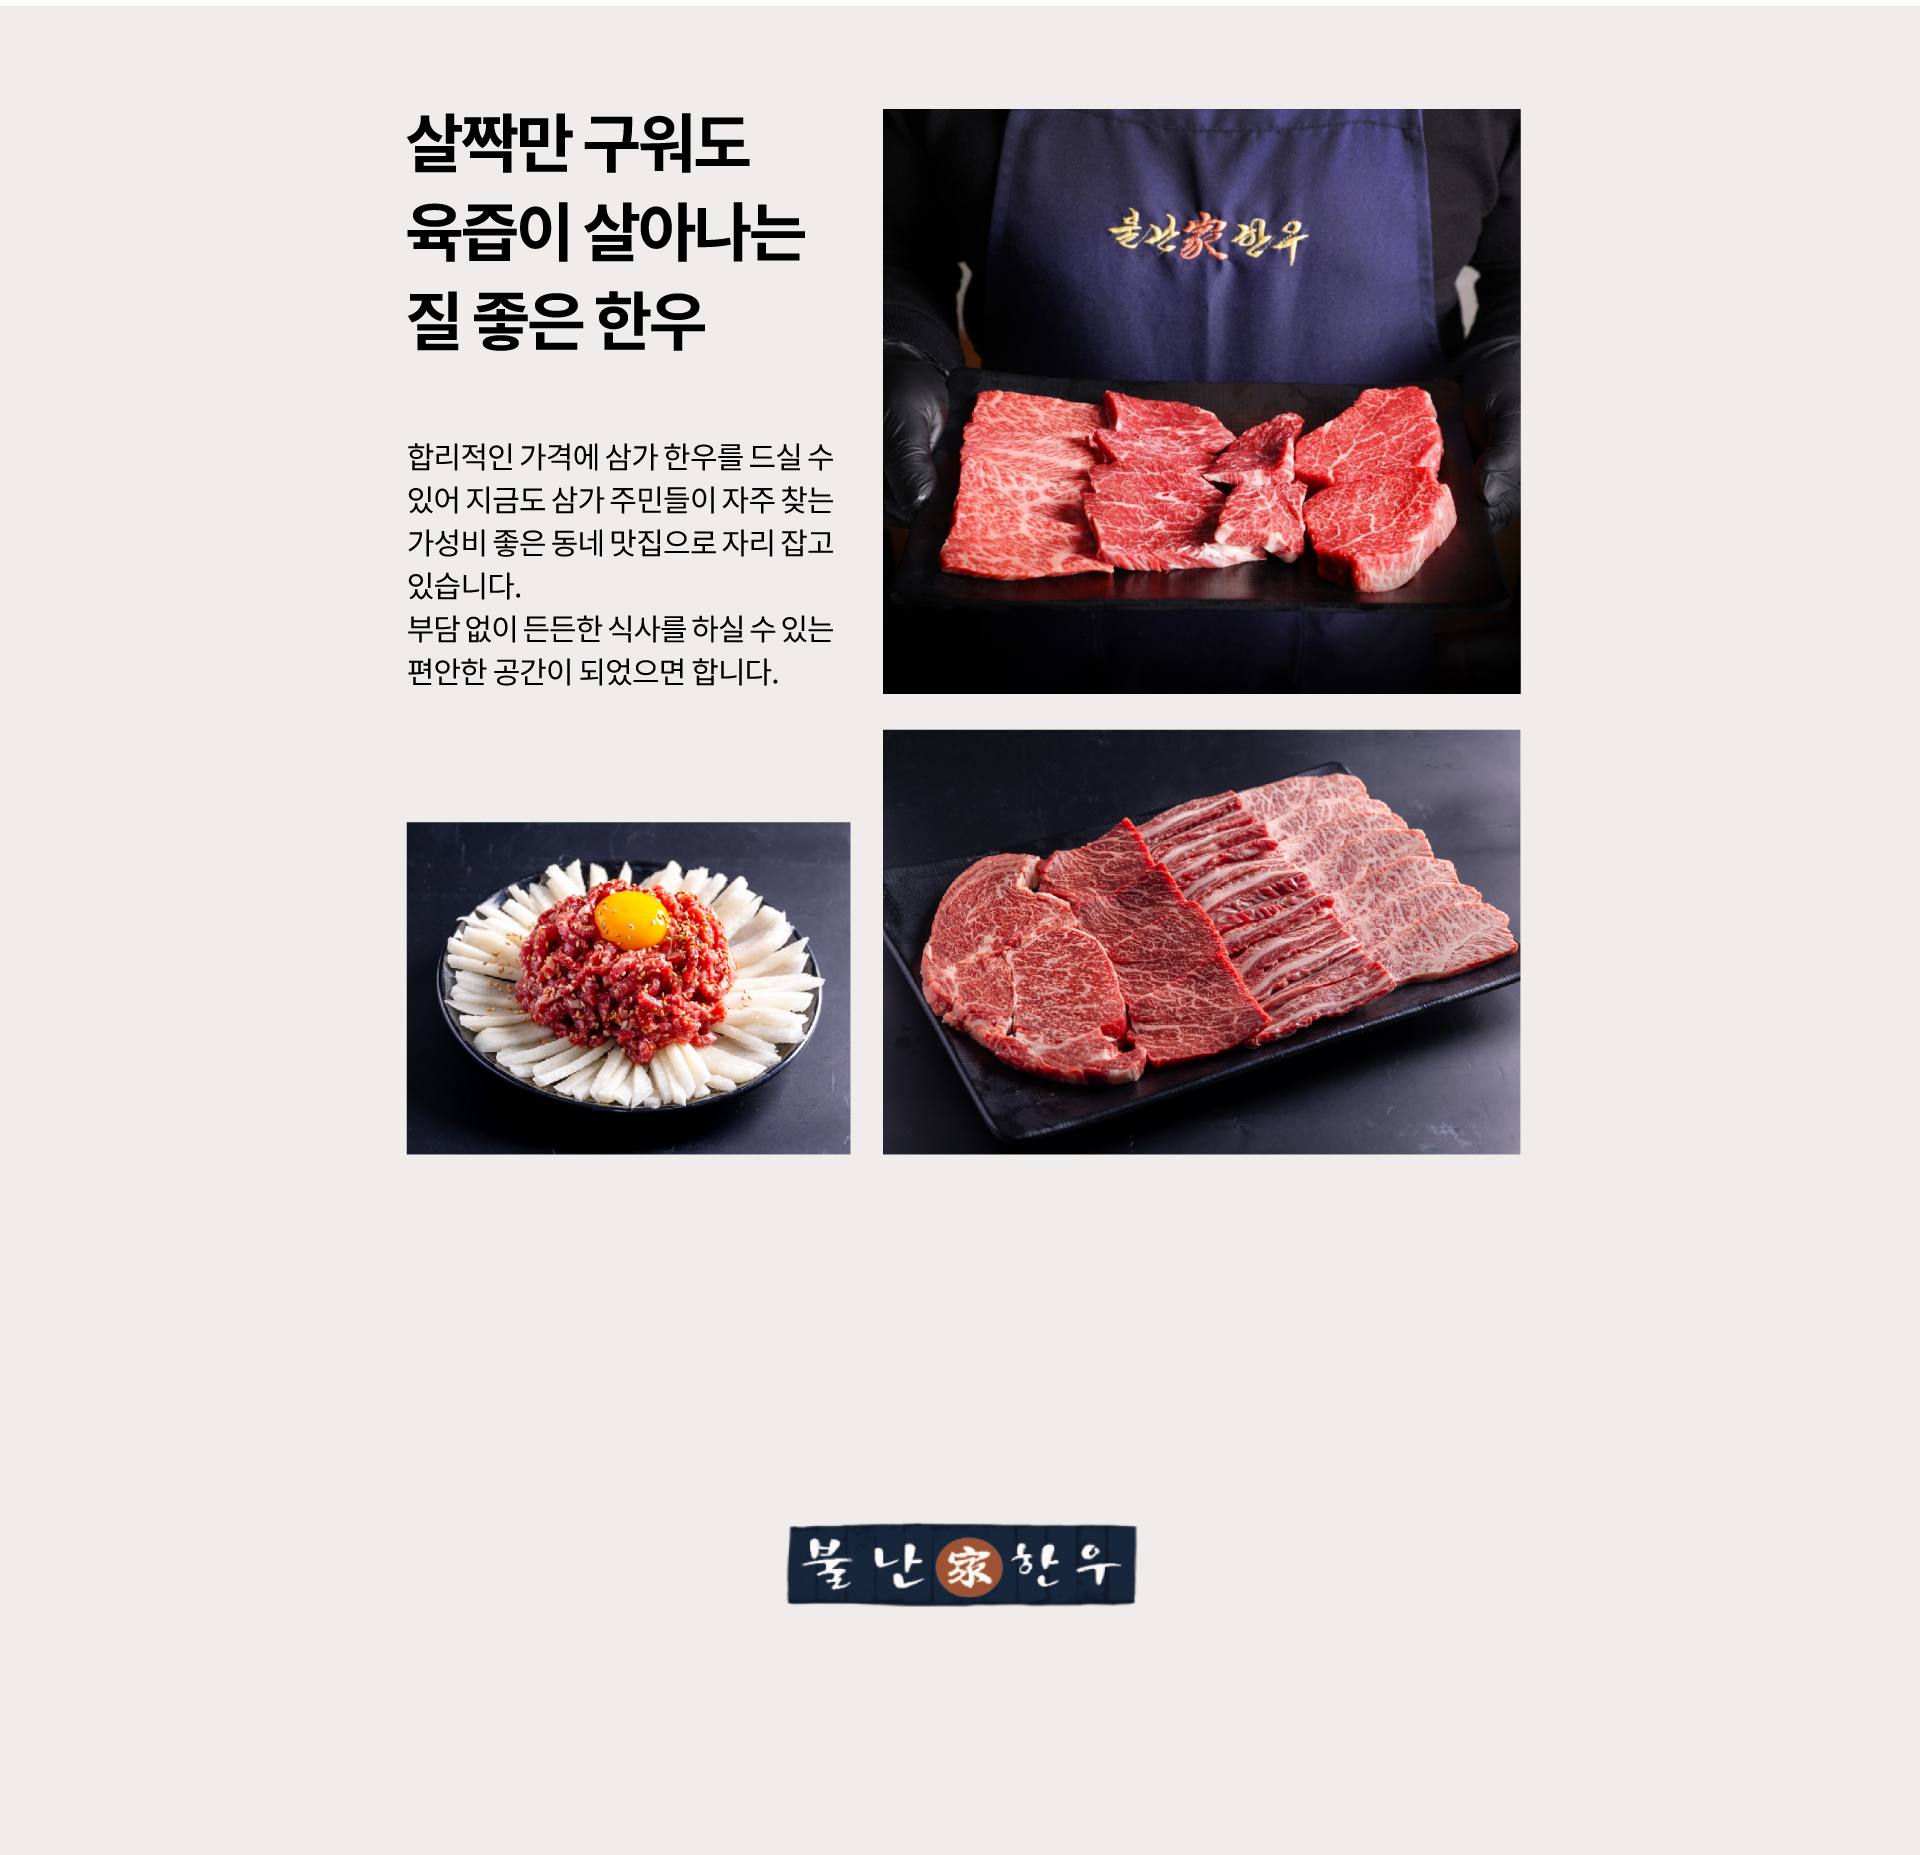 살짝만 구워도
육즙이 살아나는
질 좋은 한우
합리적인 가격에 삼가 한우를 드실 수
있어 지금도 삼가 주민들이 자주 찾는
가성비 좋은 동네 맛집으로 자리 잡고
있습니다.
부담 없이 든든한 식사를 하실 수 있는
편안한 공간이 되었으면 합니다.
불난家한우
불난家한우